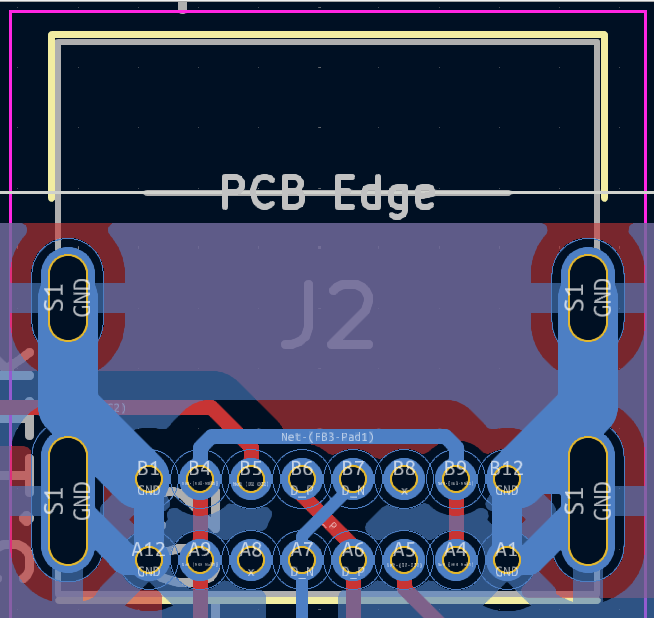 PCB Edge
J2
S1
GND
S1
GND
Net-(FB3-Pad1)
S1
GND
S1
GND
B1
B4
B5
B6
B7
B8
B9
B12
GND
D_P
D_N
x
GND
A12
A9
A8
A7
A6
A5
A4
A1
GND
x
D_N
D_P
GND